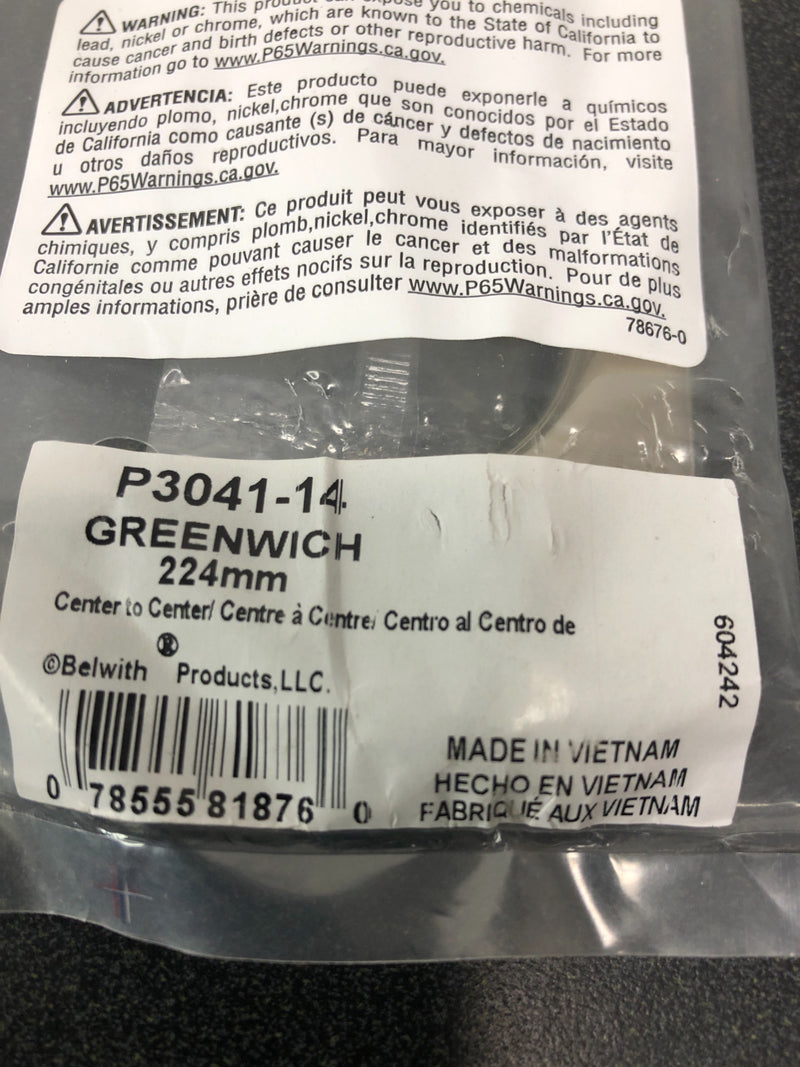 WARNING: This product can expose you to chemicals including
lead, nickel or chrome, which are known to the State of California to
cause cancer and birth defects or other reproductive harm. For more
information go to www.P65Warnings.ca.gov.
ADVERTENCIA: Este producto puede exponerle a químicos
incluyendo plomo, nickel,chrome que son conocidos por el Estado
de California como causante (s) de cáncer y defectos de nacimiento
u otros daños reproductivos. Para mayor información, visite
www.P65Warnings.ca.gov.
AVERTISSEMENT: Ce produit peut vous exposer à des agents
chimiques, y compris plomb,nickel,chrome identifiés par l'État de
Californie comme pouvant causer le cancer et des malformations
congénitales ou autres effets nocifs sur la reproduction. Pour de plus
amples informations, prière de consulter www.P65Warnings.ca.gov.
78676-0
P3041-14
GREENWICH
224mm
Center to Center/ Centre à Centre/ Centro al Centro de
©Belwith ® Products,LLC.
604242
0 78555 81876 0
MADE IN VIETNAM
HECHO EN VIETNAM
FABRIQUÉ AUX VIETNAM